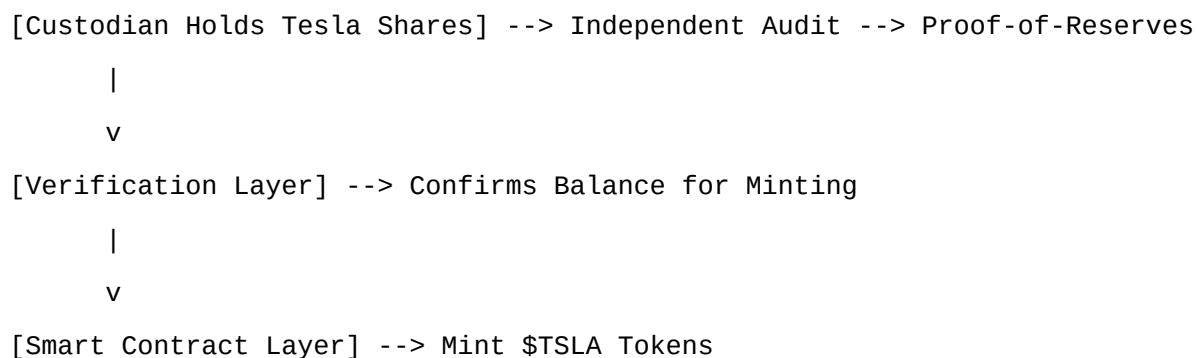 [Custodian Holds Tesla Shares] --> Independent Audit --> Proof-of-Reserves
|
v
[Verification Layer] --> Confirms Balance for Minting
|
v
[Smart Contract Layer] --> Mint $TSLA Tokens